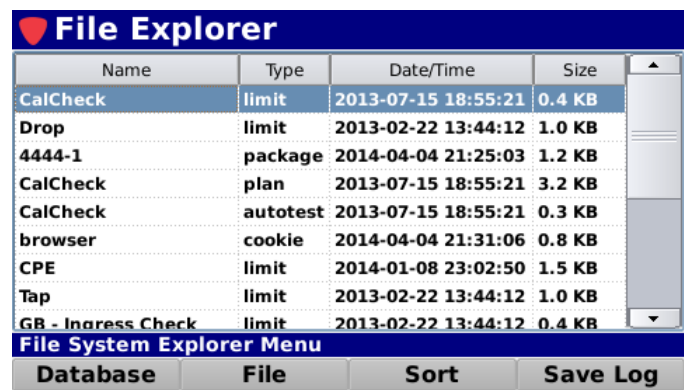 File Explorer
Name Type Date/Time Size
CalCheck limit 2013-07-15 18:55:21 0.4 KB
Drop limit 2013-02-22 13:44:12 1.0 KB
4444-1 package 2014-04-04 21:25:03 1.2 KB
CalCheck plan 2013-07-15 18:55:21 3.2 KB
CalCheck autotest 2013-07-15 18:55:21 0.3 KB
browser cookie 2014-04-04 21:31:06 0.8 KB
CPE limit 2014-01-08 23:02:50 1.5 KB
Tap limit 2013-02-22 13:44:12 1.0 KB
GB - Ingress Check limit 2013-02-22 13:44:12 0.4 KB
File System Explorer Menu
Database File Sort Save Log